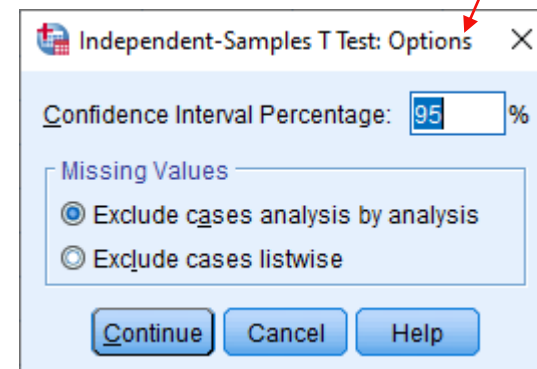 Independent-Samples T Test: Options
Confidence Interval Percentage: 95 %
Missing Values
Exclude cases analysis by analysis
Exclude cases listwise
Continue Cancel Help